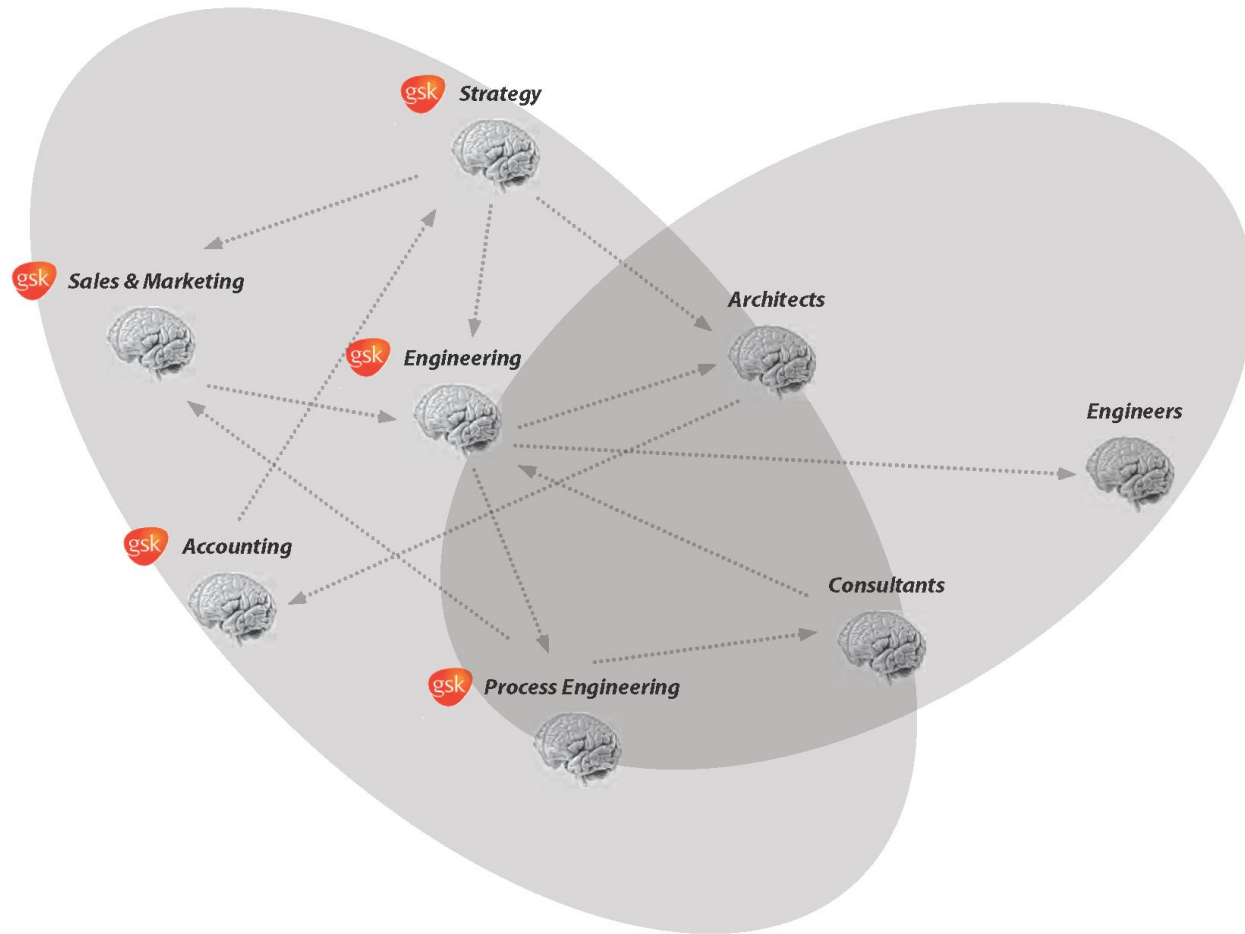 gsk Strategy
gsk Sales & Marketing
Architects
gsk Engineering
Engineers
gsk Accounting
Consultants
gsk Process Engineering